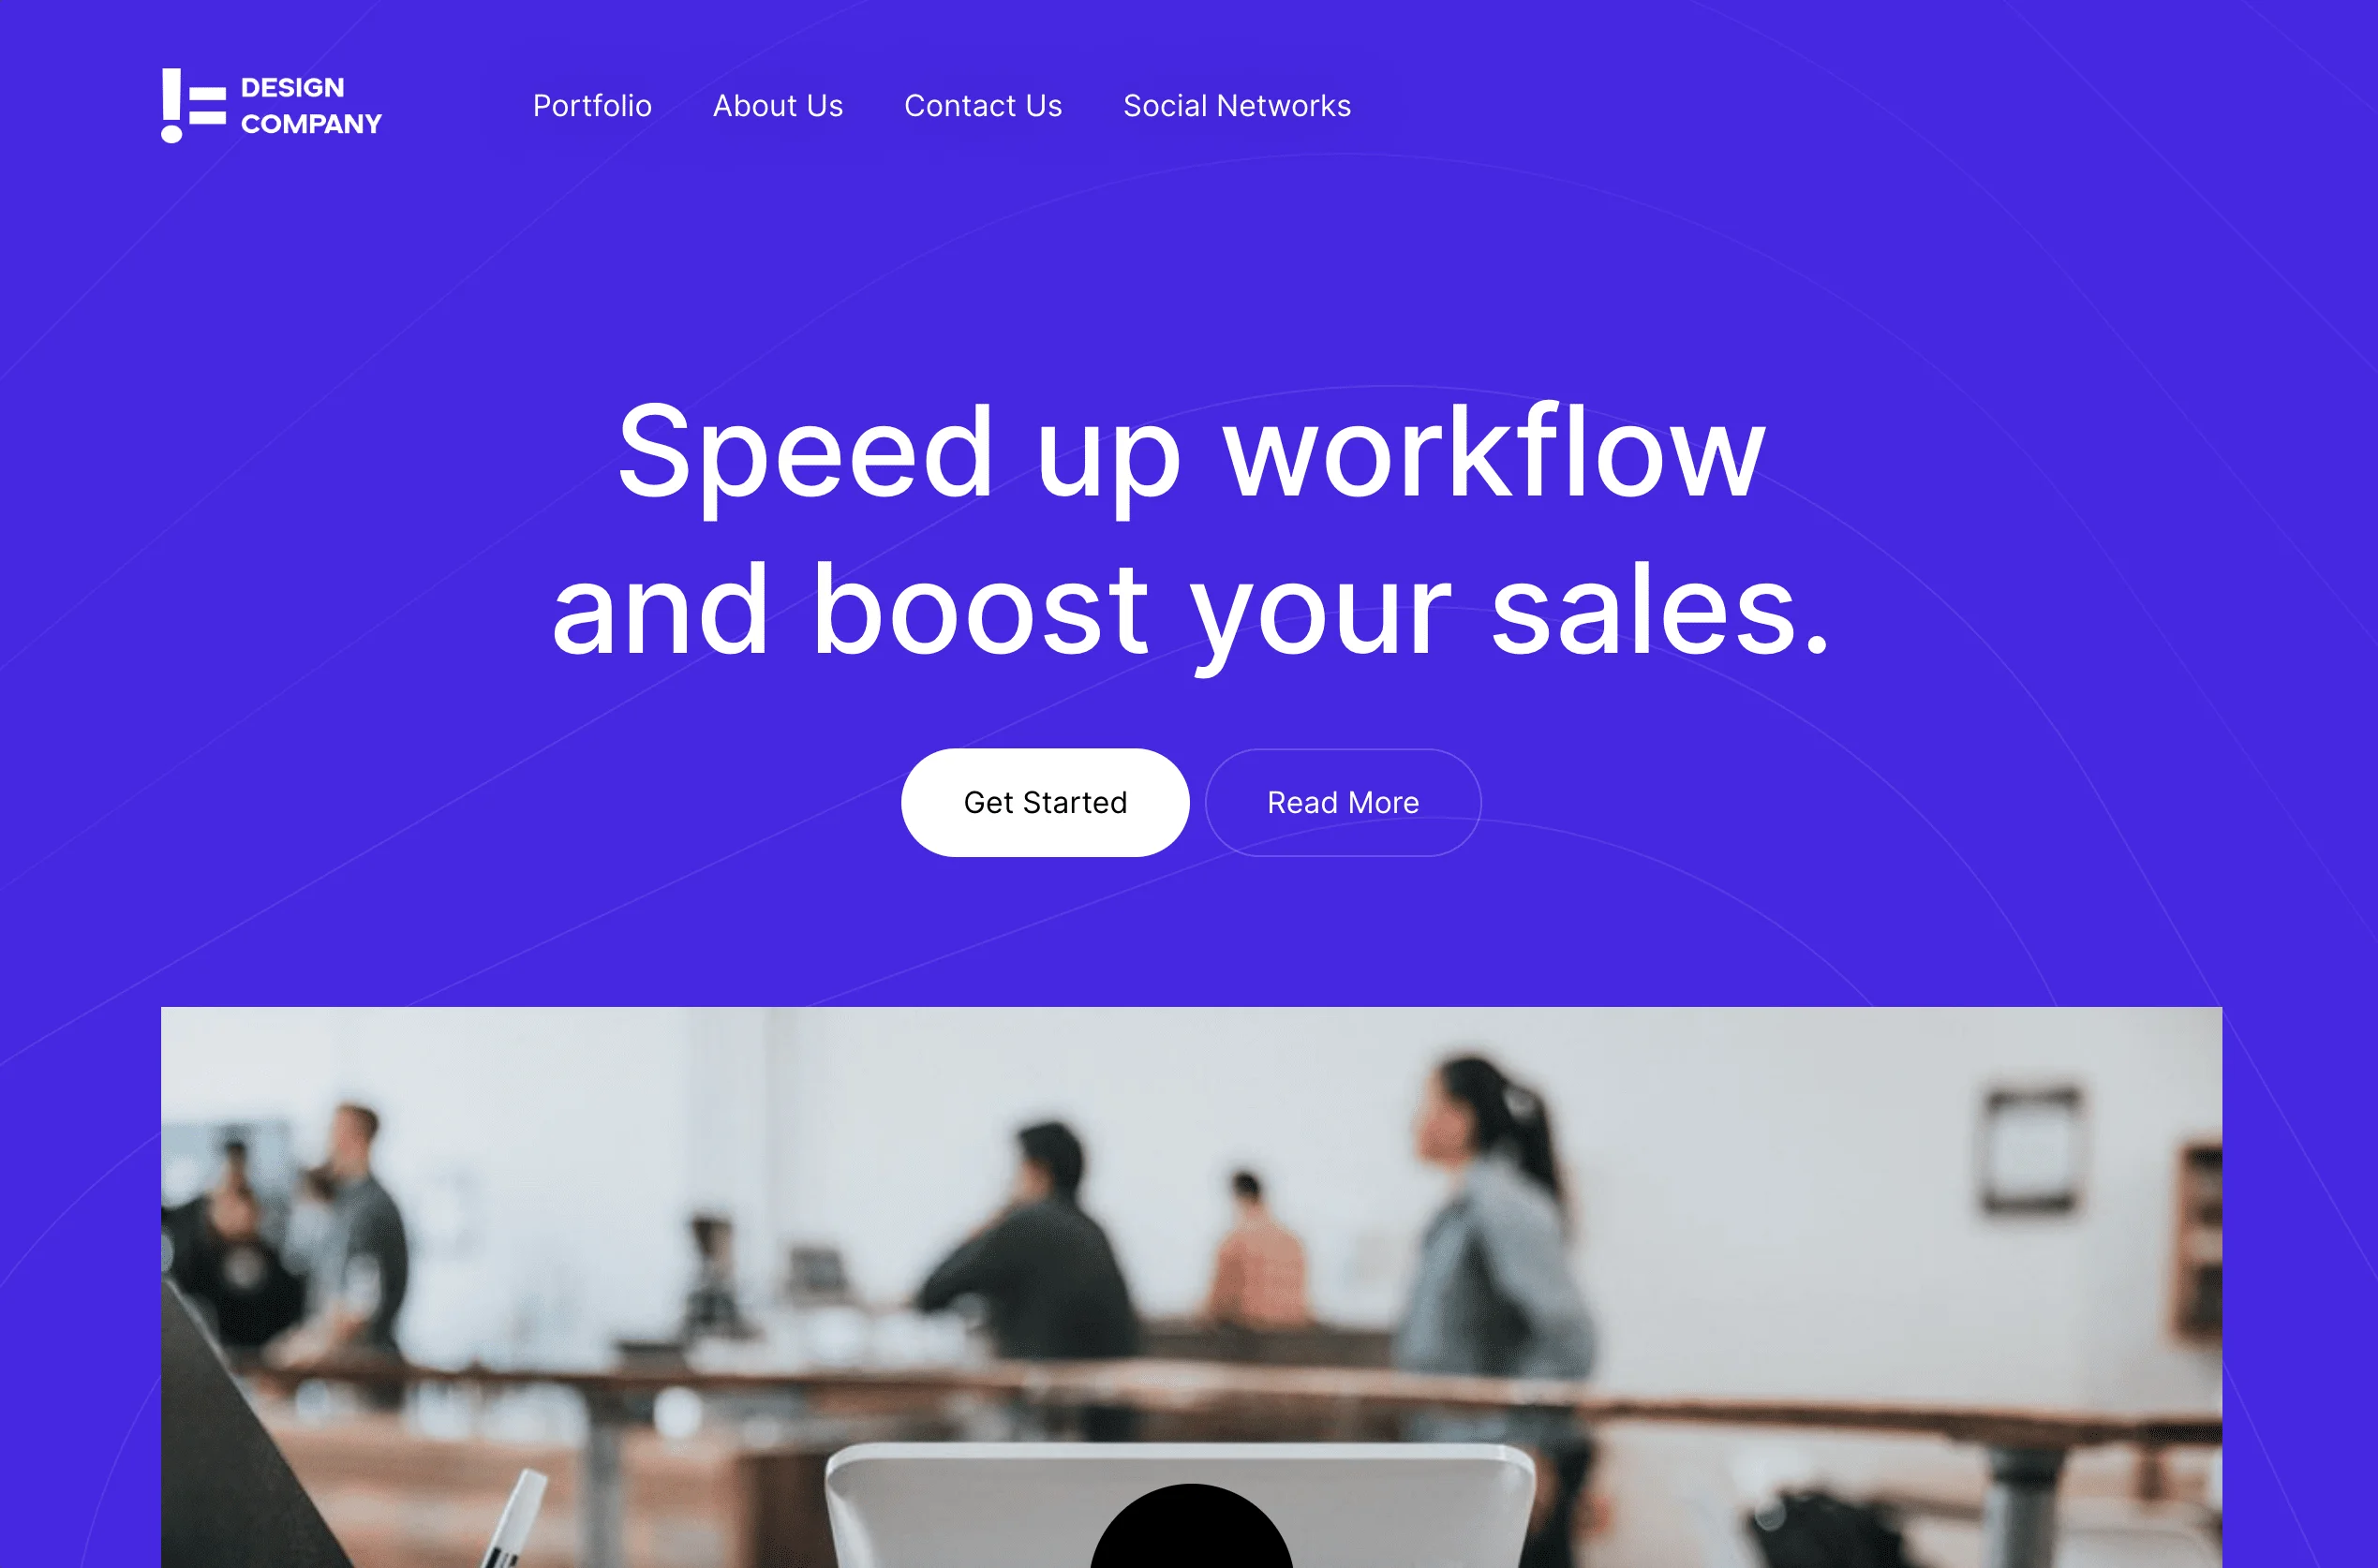 DESIGN
COMPANY
Portfolio About Us Contact Us Social Networks
Speed up workflow
and boost your sales.
Get Started Read More